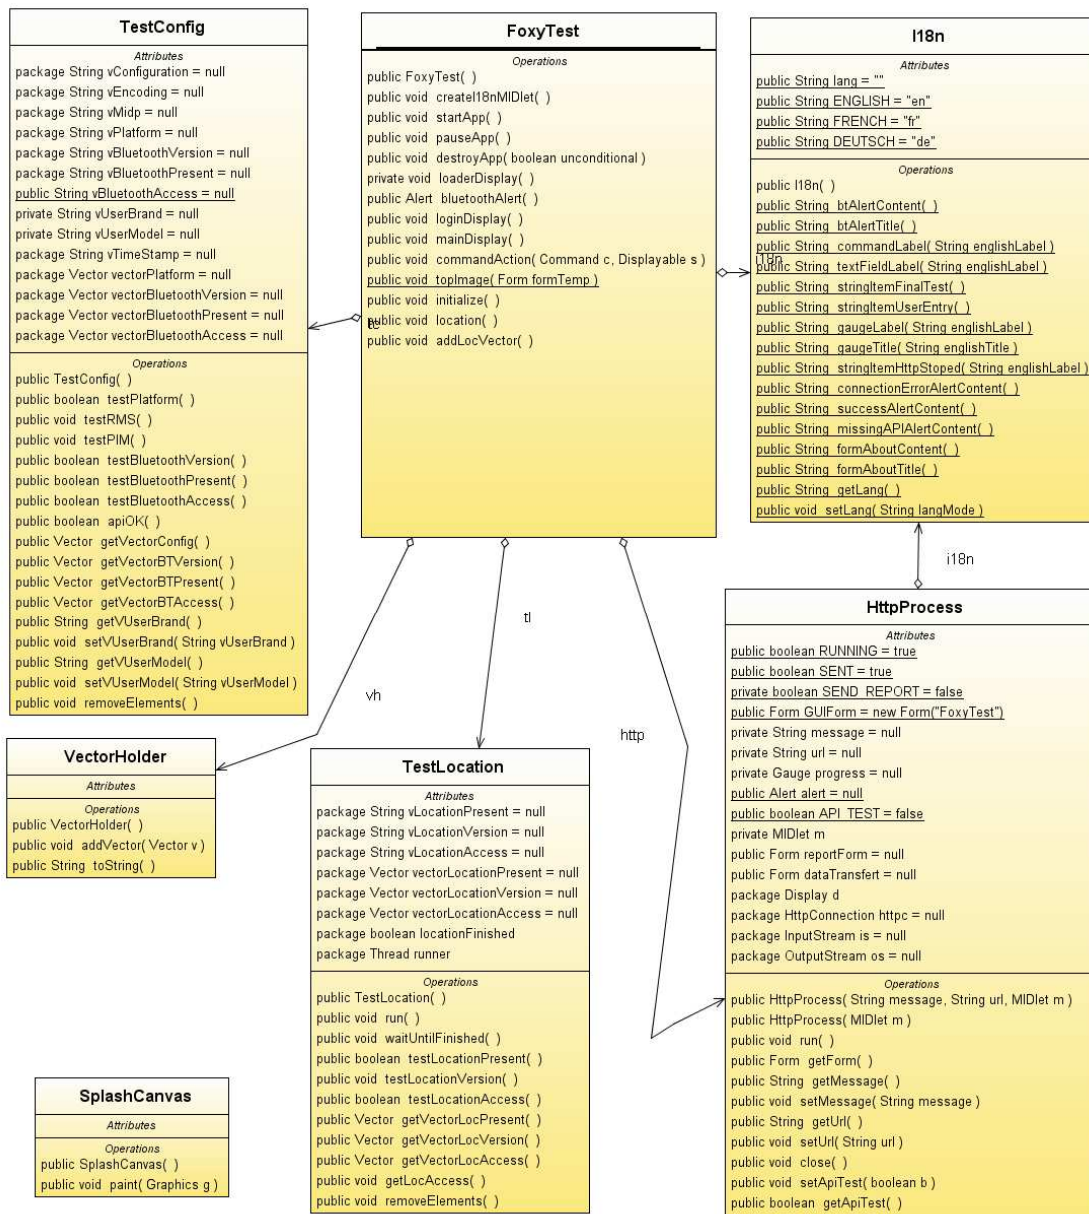 TestConfig
Attributes
package String vConfiguration = null
package String vEncoding = null
package String vMidp = null
package String vPlatform = null
package String vBluetoothVersion = null
package String vBluetoothPresent = null
public String vBluetoothAccess = null
private String vUserBrand = null
private String vUserModel = null
package String vTimeStamp = null
package Vector vectorPlatform = null
package Vector vectorBluetoothVersion = null
package Vector vectorBluetoothPresent = null
package Vector vectorBluetoothAccess = null
Operations
public TestConfig( )
public boolean testPlatform( )
public void testRMS( )
public void testPIM( )
public boolean testBluetoothVersion( )
public boolean testBluetoothPresent( )
public boolean testBluetoothAccess( )
public boolean apiOK( )
public Vector getVectorConfig( )
public Vector getVectorBTVersion( )
public Vector getVectorBTPresent( )
public Vector getVectorBTAccess( )
public String getVUserBrand( )
public void setVUserBrand( String vUserBrand )
public String getVUserModel( )
public void setVUserModel( String vUserModel )
public void removeElements( )
FoxyTest
Operations
public FoxyTest( )
public void createI18nMIDlet( )
public void startApp( )
public void pauseApp( )
public void destroyApp( boolean unconditional )
private void loaderDisplay( )
public Alert bluetoothAlert( )
public void loginDisplay( )
public void mainDisplay( )
public void commandAction( Command c, Displayable s )
public void topImage( Form formTemp )
public void initialize( )
public void location( )
public void addLocVector( )
tc
i18n
I18n
Attributes
public String lang = ""
public String ENGLISH = "en"
public String FRENCH = "fr"
public String DEUTSCH = "de"
Operations
public I18n( )
public String btAlertContent( )
public String btAlertTitle( )
public String commandLabel( String englishLabel )
public String textFieldLabel( String englishLabel )
public String stringItemFinalTest( )
public String stringItemUserEntry( )
public String gaugeLabel( String englishLabel )
public String gaugeTitle( String englishTitle )
public String stringItemHttpStoped( String englishLabel )
public String connectionErrorAlertContent( )
public String successAlertContent( )
public String missingAPIAlertContent( )
public String formAboutContent( )
public String formAboutTitle( )
public String getLang( )
public void setLang( String langMode )
i18n
vh
tl
http
VectorHolder
Attributes
Operations
public VectorHolder( )
public void addVector( Vector v )
public String toString( )
TestLocation
Attributes
package String vLocationPresent = null
package String vLocationVersion = null
package String vLocationAccess = null
package Vector vectorLocationPresent = null
package Vector vectorLocationVersion = null
package Vector vectorLocationAccess = null
package boolean locationFinished
package Thread runner
Operations
public TestLocation( )
public void run( )
public void waitUntilFinished( )
public boolean testLocationPresent( )
public void testLocationVersion( )
public boolean testLocationAccess( )
public Vector getVectorLocPresent( )
public Vector getVectorLocVersion( )
public Vector getVectorLocAccess( )
public void getLocAccess( )
public void removeElements( )
HttpProcess
Attributes
public boolean RUNNING = true
public boolean SENT = true
private boolean SEND_REPORT = false
public Form GUIForm = new Form("FoxyTest")
private String message = null
private String url = null
private Gauge progress = null
public Alert alert = null
public boolean API_TEST = false
private MIDlet m
public Form reportForm = null
public Form dataTransfert = null
package Display d
package HttpConnection httpc = null
package InputStream is = null
package OutputStream os = null
Operations
public HttpProcess( String message, String url, MIDlet m )
public HttpProcess( MIDlet m )
public void run( )
public Form getForm( )
public String getMessage( )
public void setMessage( String message )
public String getUrl( )
public void setUrl( String url )
public void close( )
public void setApiTest( boolean b )
public boolean getApiTest( )
SplashCanvas
Attributes
Operations
public SplashCanvas( )
public void paint( Graphics g )